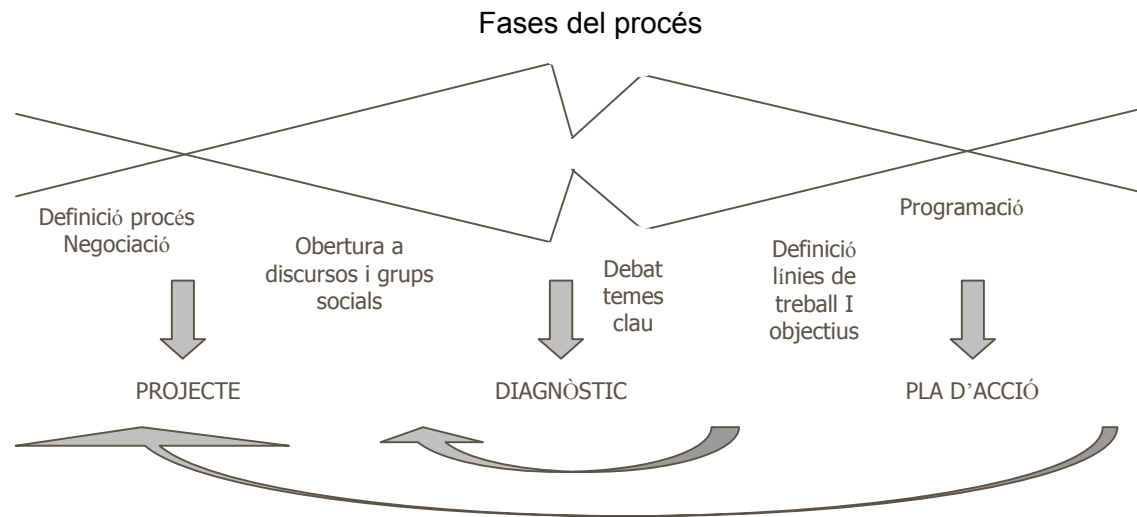 Fases del procés
Definició procés
Negociació
Obertura a
discursos i grups
socials
Debat
temes
clau
Definició
línies de
treball I
objectius
Programació
PROJECTE
DIAGNÒSTIC
PLA D’ACCIÓ